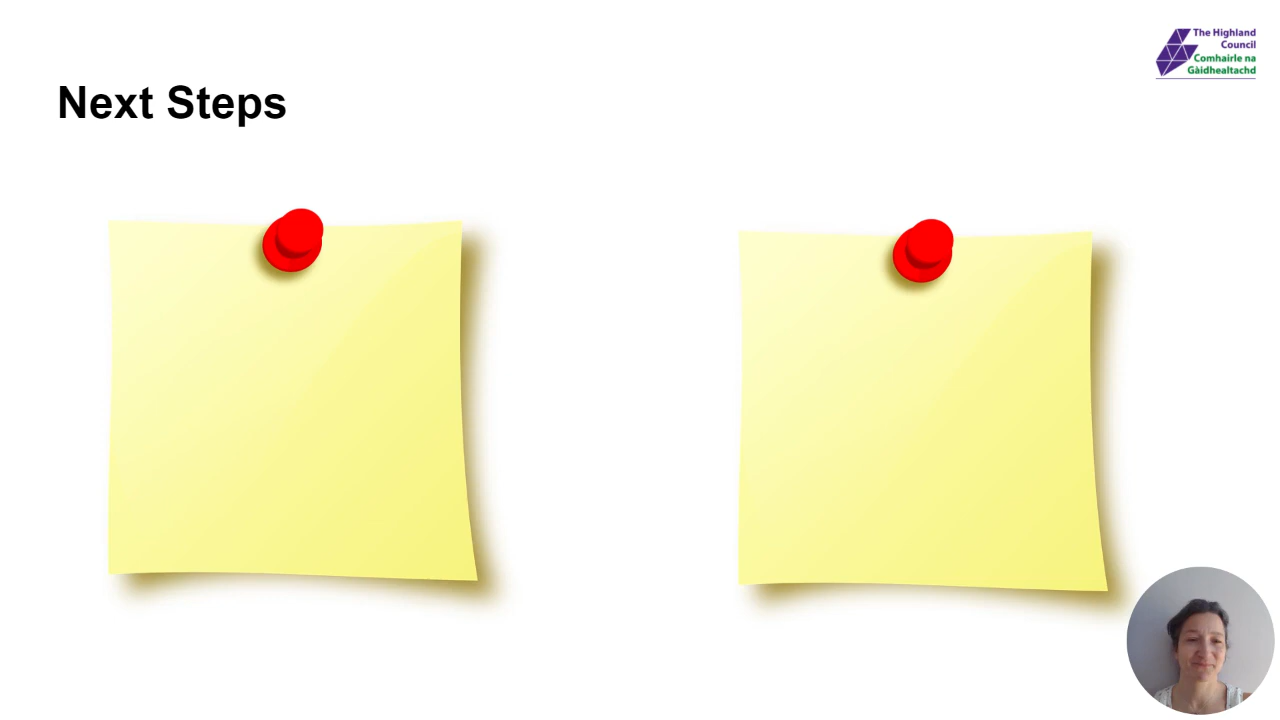 The Highland
Council
Comhairle na
Gàidhealtachd
Next Steps